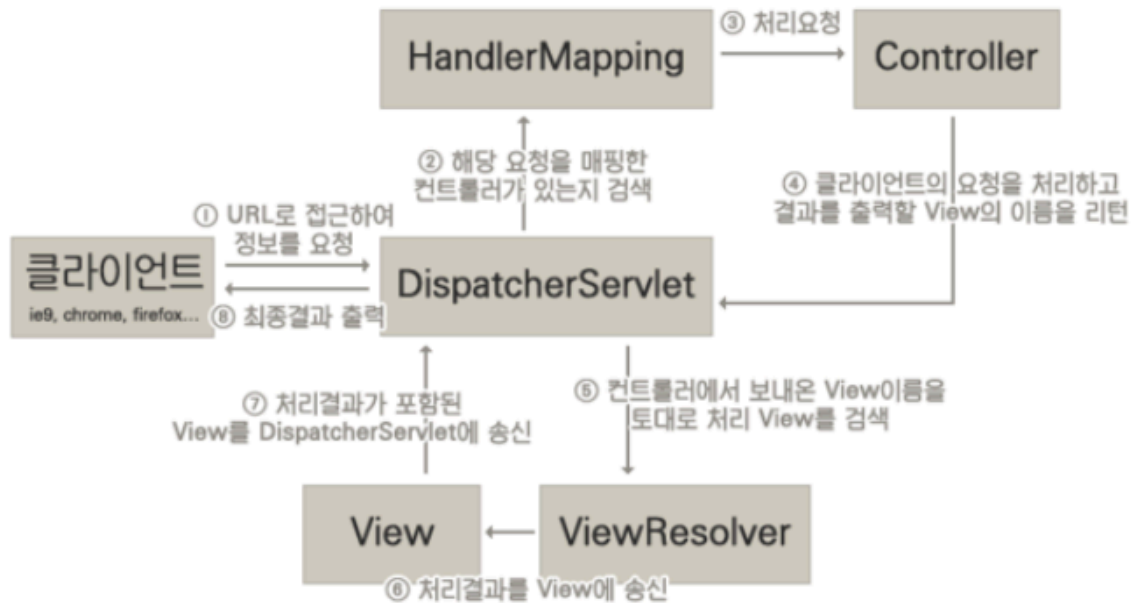 HandlerMapping
③ 처리요청
Controller
② 해당 요청을 매핑한
컨트롤러가 있는지 검색
④ 클라이언트의 요청을 처리하고
결과를 출력할 View의 이름을 리턴
① URL로 접근하여
정보를 요청
클라이언트
ie9, chrome, firefox...
DispatcherServlet
⑧ 최종결과 출력
⑦ 처리결과가 포함된
View를 DispatcherServlet에 송신
⑤ 컨트롤러에서 보내온 View이름을
토대로 처리 View를 검색
View
ViewResolver
⑥ 처리결과를 View에 송신